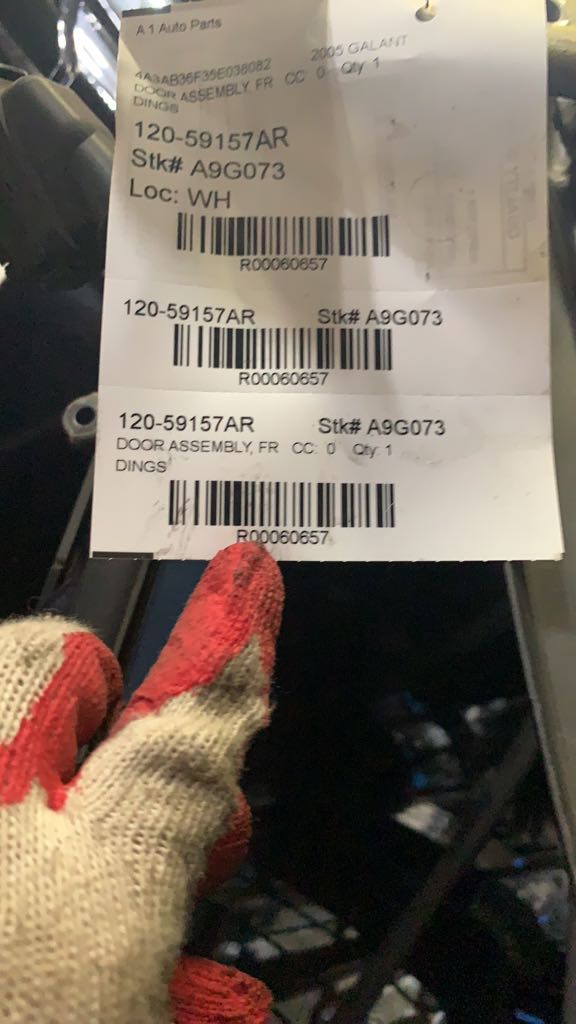 A 1 Auto Parts
4A3AB36F35E038082 2005 GALANT
DOOR ASSEMBLY, FR CC: 0 Qty: 1
DINGS
120-59157AR
Stk# A9G073
Loc: WH
R00060657
120-59157AR Stk# A9G073
R00060657
120-59157AR Stk# A9G073
DOOR ASSEMBLY, FR CC: 0 Qty: 1
DINGS
R00060657